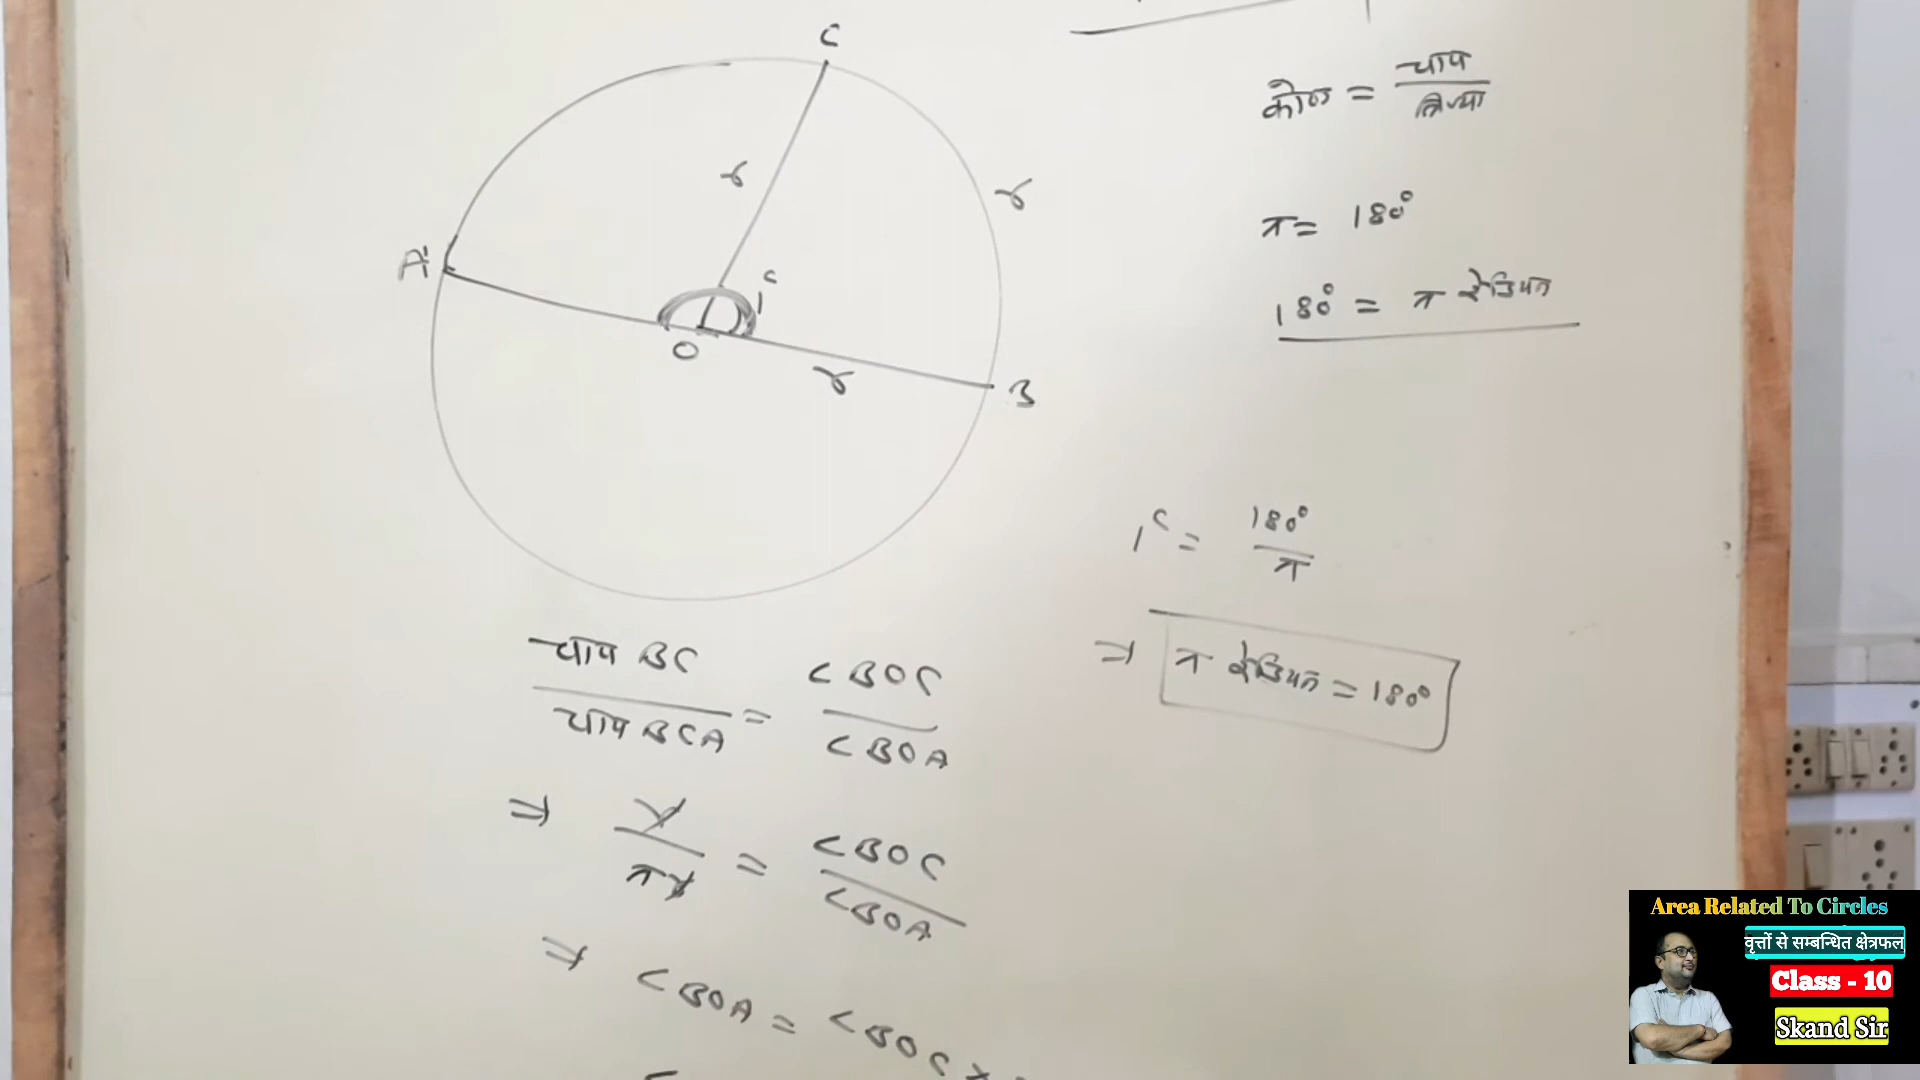 C
r
r
A
1ᶜ
O
r
B
कोण = चाप / त्रिज्या
π = 180°
180° = π रेडियन
1ᶜ = 180° / π
⇒ π रेडियन = 180°
चाप BC / चाप BCA = ∠BOC / ∠BOA
⇒ r / πr = ∠BOC / ∠BOA
⇒ ∠BOA = ∠BOC ×
Area Related To Circles
वृत्तों से सम्बन्धित क्षेत्रफल
Class - 10
Skand Sir